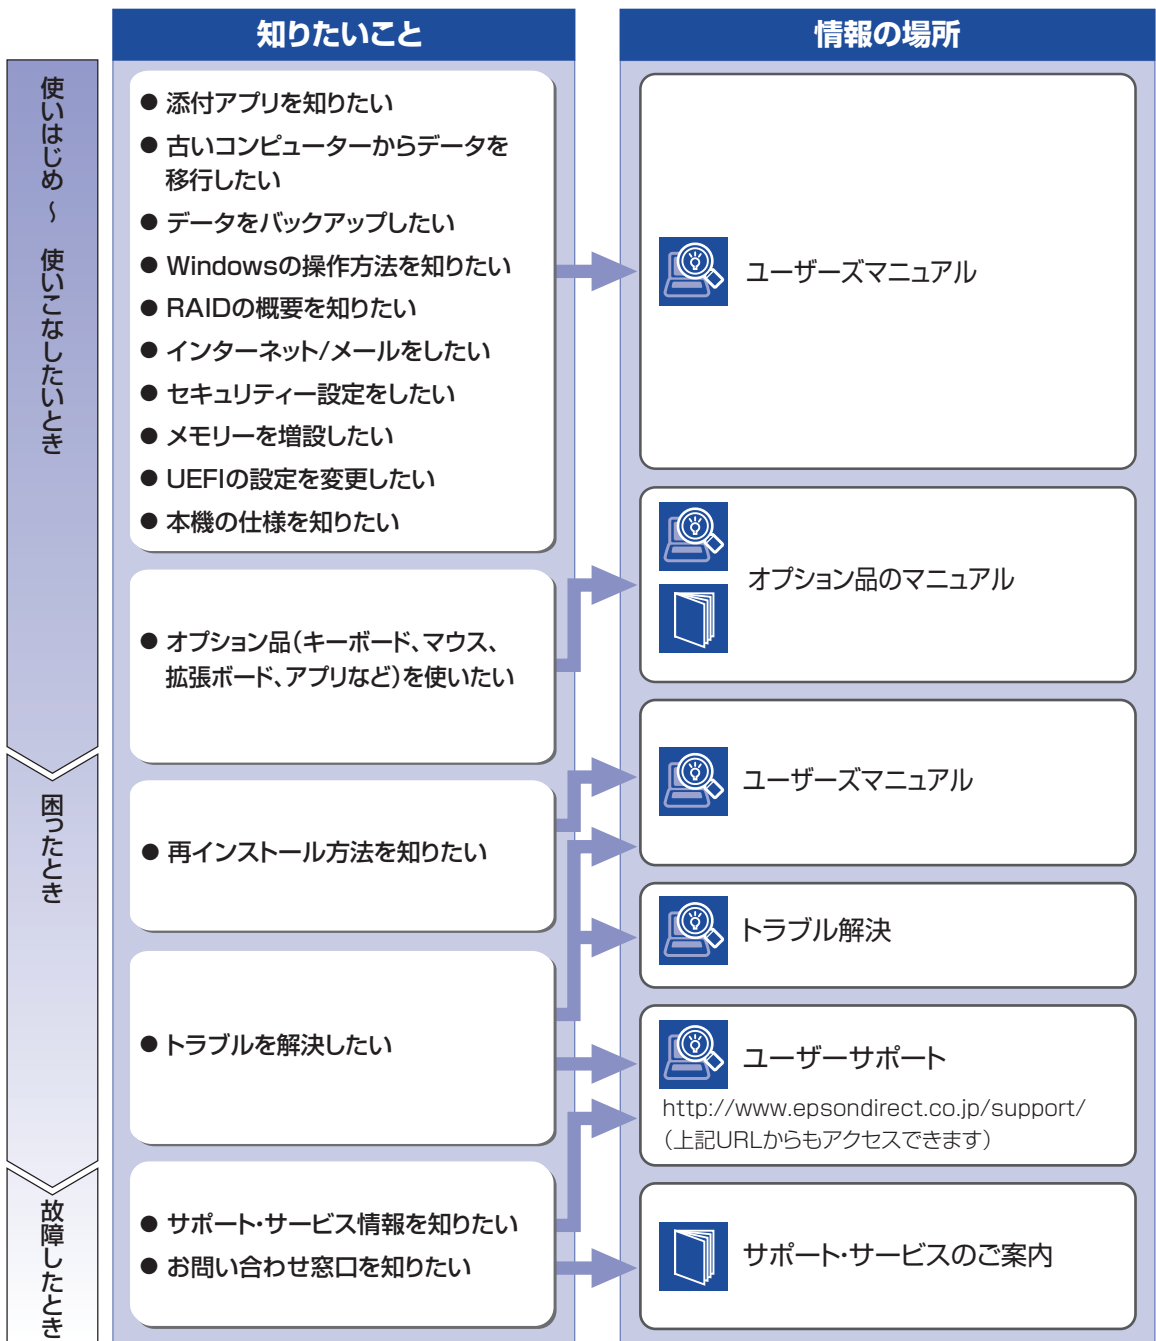 知りたいこと
情報の場所
使いはじめ ～ 使いこなしたいとき
● 添付アプリを知りたい
● 古いコンピューターからデータを
移行したい
● データをバックアップしたい
● Windowsの操作方法を知りたい
● RAIDの概要を知りたい
● インターネット/メールをしたい
● セキュリティー設定をしたい
● メモリーを増設したい
● UEFIの設定を変更したい
● 本機の仕様を知りたい
ユーザーズマニュアル
● オプション品（キーボード、マウス、
拡張ボード、アプリなど）を使いたい
オプション品のマニュアル
困ったとき
● 再インストール方法を知りたい
ユーザーズマニュアル
● トラブルを解決したい
トラブル解決
ユーザーサポート
http://www.epsondirect.co.jp/support/
（上記URLからもアクセスできます）
故障したとき
● サポート・サービス情報を知りたい
● お問い合わせ窓口を知りたい
サポート・サービスのご案内